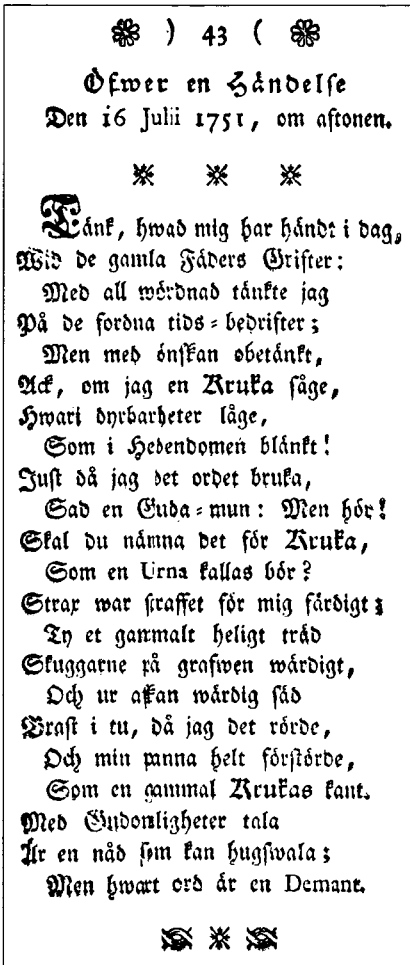 ) 43 (
Öfwer en Händelse
Den 16 Julii 1751, om aftonen.
Tänk, hwad mig har händt i dag,
Wid de gamla Fäders Grifter:
Med all wördnad tänkte jag
På de fordna tids-bedrifter;
Men med önskan obetänkt,
Ack, om jag en Kruka såge,
Hwari dyrbarheter låge,
Som i Hedendomen blänkt!
Just då jag det ordet bruka,
Sad en Guda-mun: Men hör!
Skal du nämna det för Kruka,
Som en Urna kallas bör?
Strax war straffet för mig färdigt;
Ty et gammalt heligt träd
Skuggarne på grafwen wärdigt,
Och ur askan wärdig säd
Brast i tu, då jag det rörde,
Och min panna helt förstörde,
Som en gammal Krukas kant.
Med Gudomligheter tala
Är en nåd som kan hugswala;
Men hwart ord är en Demant.